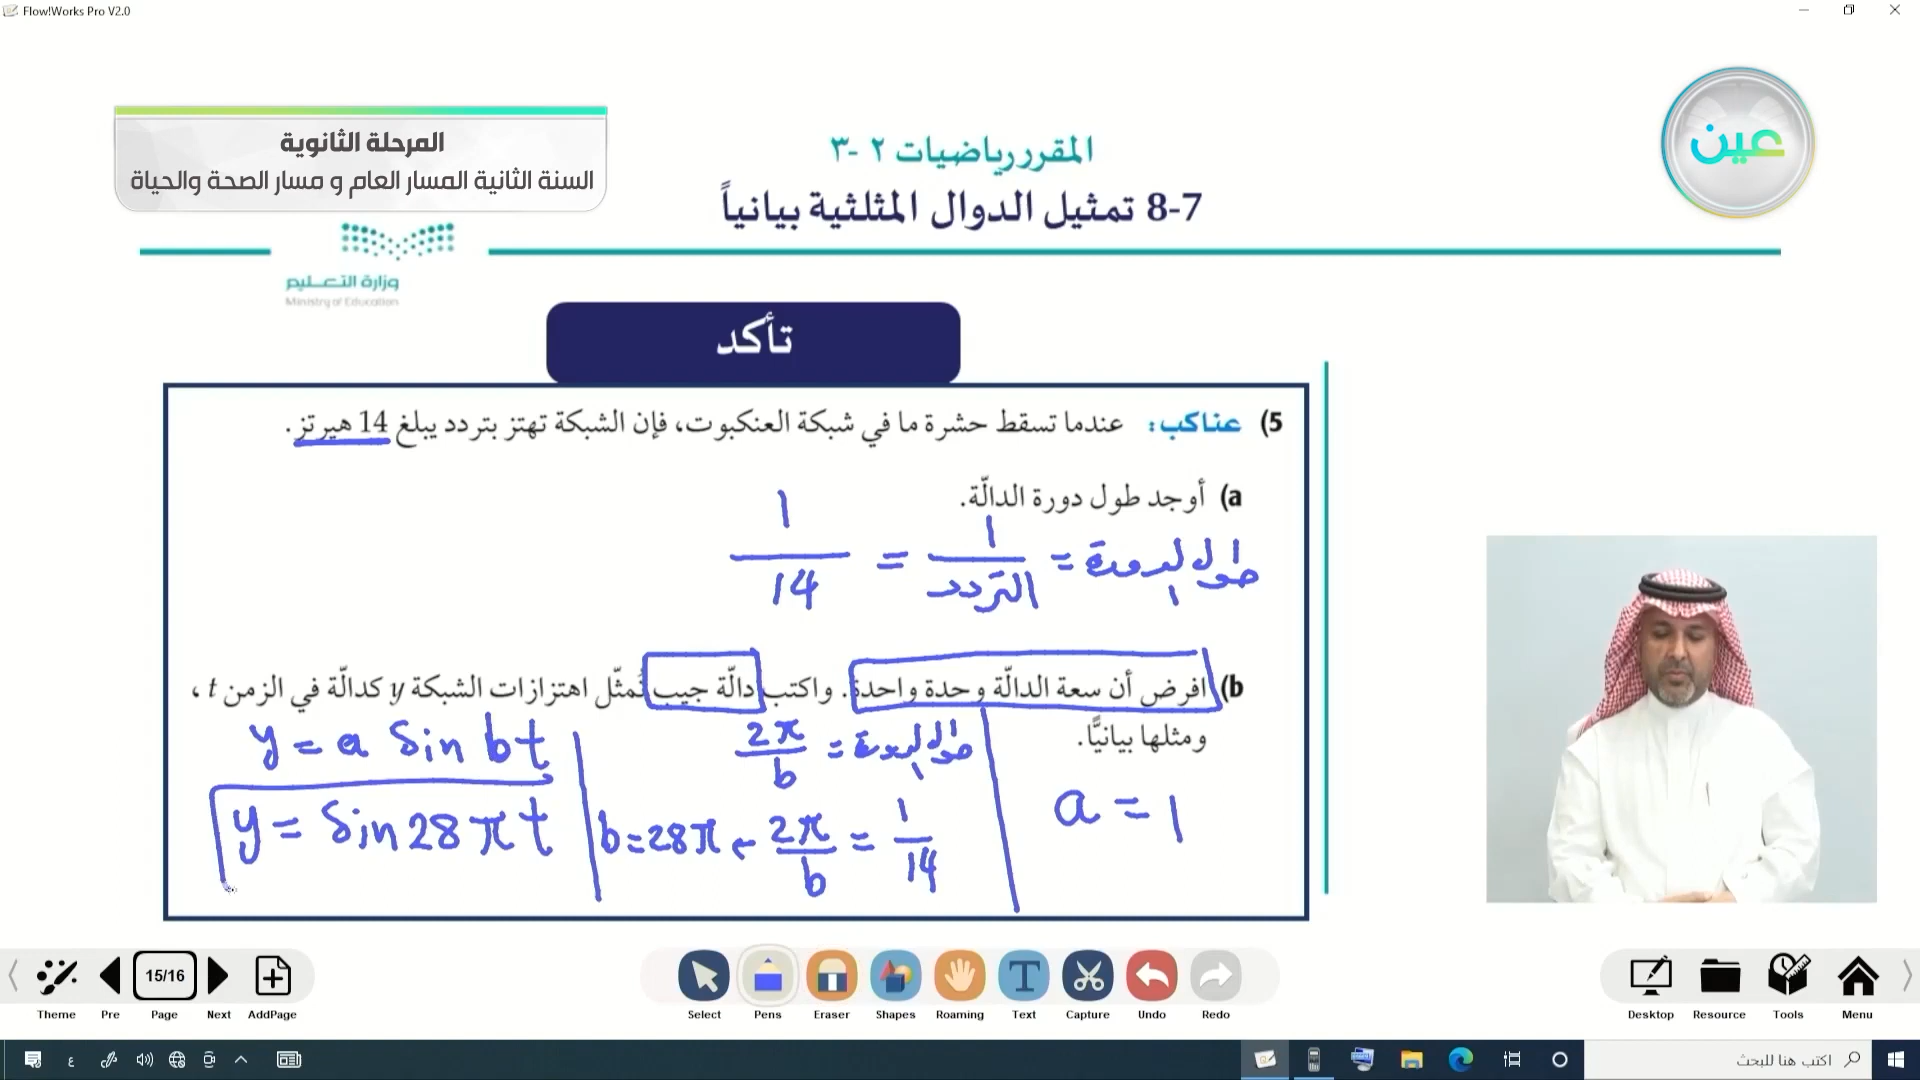 Flow!Works Pro V2.0
عين
المقرر رياضيات ٢ -٣
8-7 تمثيل الدوال المثلثية بيانياً
المرحلة الثانوية
السنة الثانية المسار العام و مسار الصحة والحياة
وزارة التعليم
Ministry of Education
تأكد
5) عناكب: عندما تسقط حشرة ما في شبكة العنكبوت، فإن الشبكة تهتز بتردد يبلغ 14 هيرتز.
a) أوجد طول دورة الدالّة.
طول الدورة = 1/التردد = 1/14
b) افرض أن سعة الدالّة وحدة واحدة. واكتب دالّة جيب تُمثّل اهتزازات الشبكة y كدالّة في الزمن t،
ومثلها بيانيًّا.
a = 1
طول الدورة = 2π/b
1/14 = 2π/b ← b = 28π
y = a sin bt
y = sin 28πt
Theme
Pre
15/16
Page
Next
AddPage
Select
Pens
Eraser
Shapes
Roaming
Text
Capture
Undo
Redo
Desktop
Resource
Tools
Menu
ع
اكتب هنا للبحث